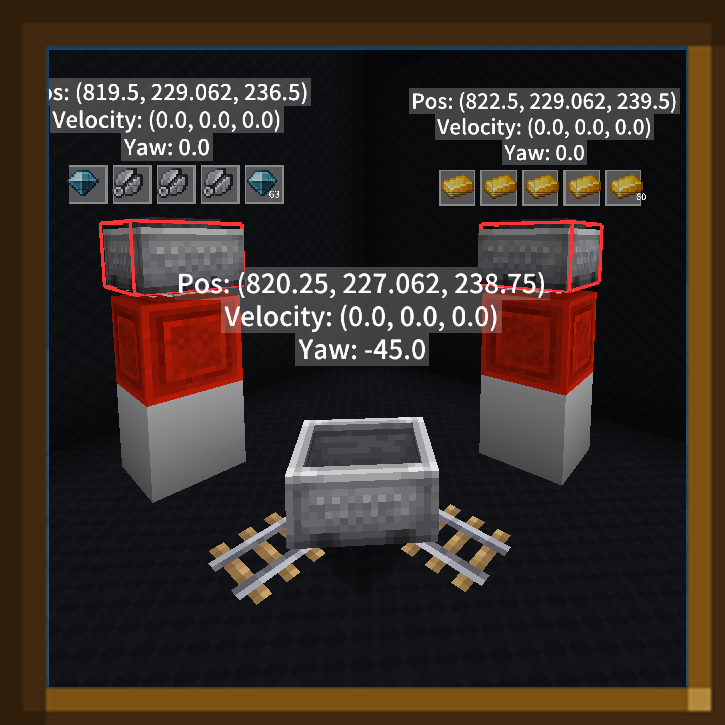 os: (819.5, 229.062, 236.5)
Velocity: (0.0, 0.0, 0.0)
Yaw: 0.0
63
Pos: (822.5, 229.062, 239.5)
Velocity: (0.0, 0.0, 0.0)
Yaw: 0.0
80
Pos: (820.25, 227.062, 238.75)
Velocity: (0.0, 0.0, 0.0)
Yaw: -45.0